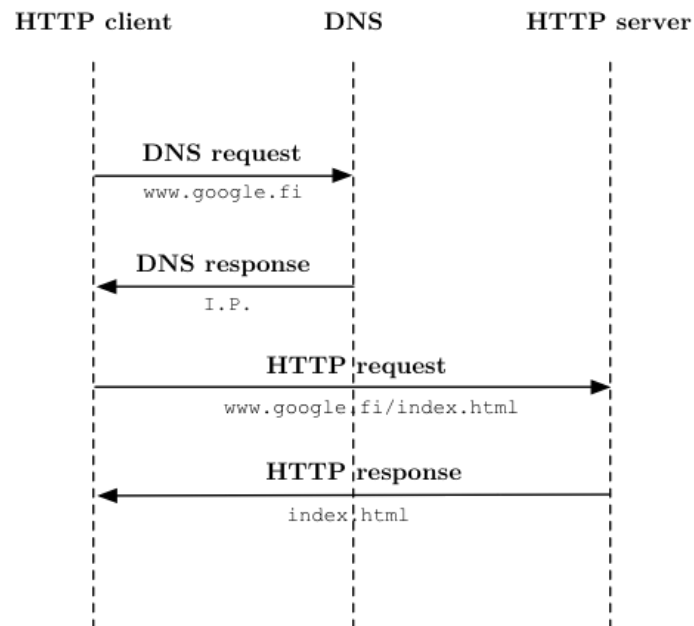 HTTP client DNS HTTP server
DNS request
www.google.fi
DNS response
I.P.
HTTP request
www.google.fi/index.html
HTTP response
index.html